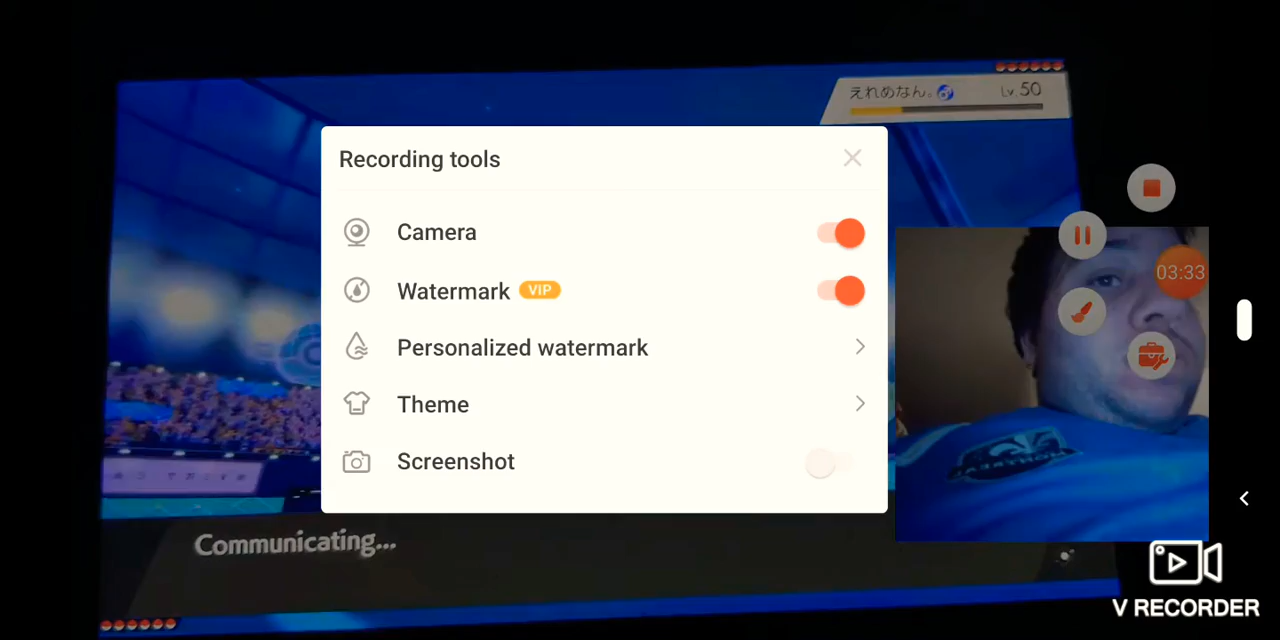 えれめなん。
Lv.50
Recording tools
Camera
Watermark VIP
Personalized watermark
Theme
Screenshot
03:33
Communicating...
V RECORDER